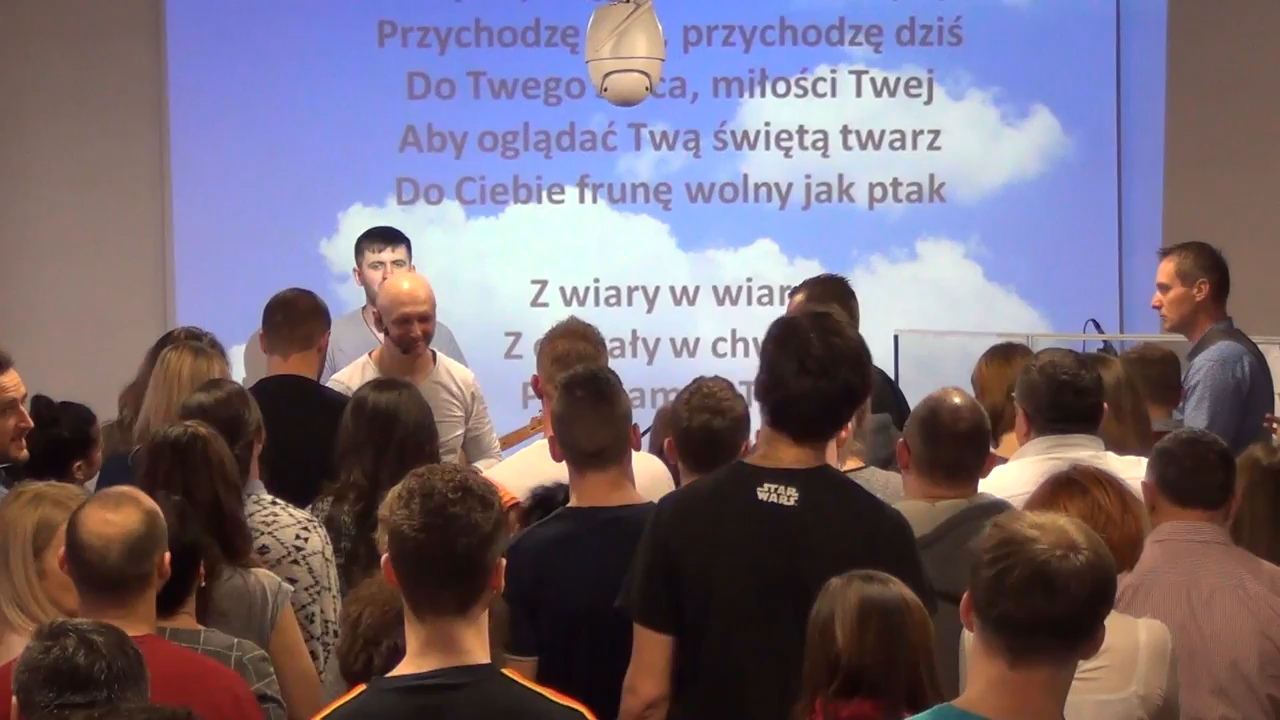 Przychodzę , przychodzę dziś
Do Twego ca, miłości Twej
Aby oglądać Twą świętą twarz
Do Ciebie frunę wolny jak ptak
Z wiary w wiar
Z ały w chw
STAR
WARS